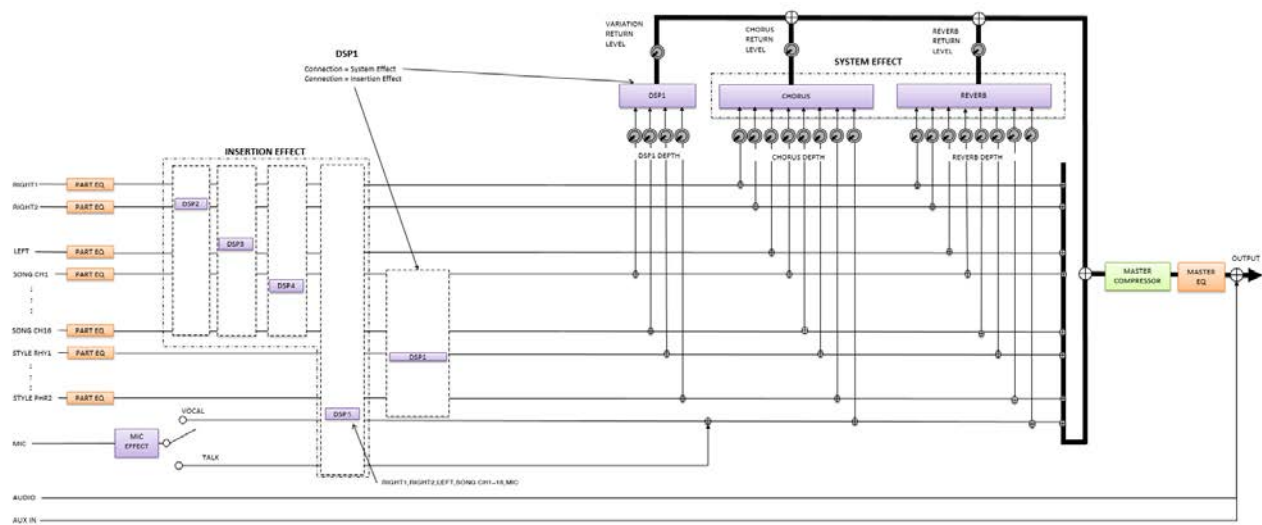 VARIATION
RETURN
LEVEL
CHORUS
RETURN
LEVEL
REVERB
RETURN
LEVEL
DSP1
Connection = System Effect
Connection = Insertion Effect
SYSTEM EFFECT
DSP1
CHORUS
REVERB
DSP1 DEPTH
CHORUS DEPTH
REVERB DEPTH
INSERTION EFFECT
RIGHT1
PART EQ
RIGHT2
PART EQ
DSP2
LEFT
PART EQ
DSP3
SONG CH1
PART EQ
DSP4
OUTPUT
MASTER
COMPRESSOR
MASTER
EQ
SONG CH16
PART EQ
STYLE RHY1
PART EQ
DSP1
STYLE PHR2
PART EQ
VOCAL
DSP5
MIC
MIC
EFFECT
TALK
RIGHT1,RIGHT2,LEFT,SONG CH1-16,MIC
AUDIO
AUX IN